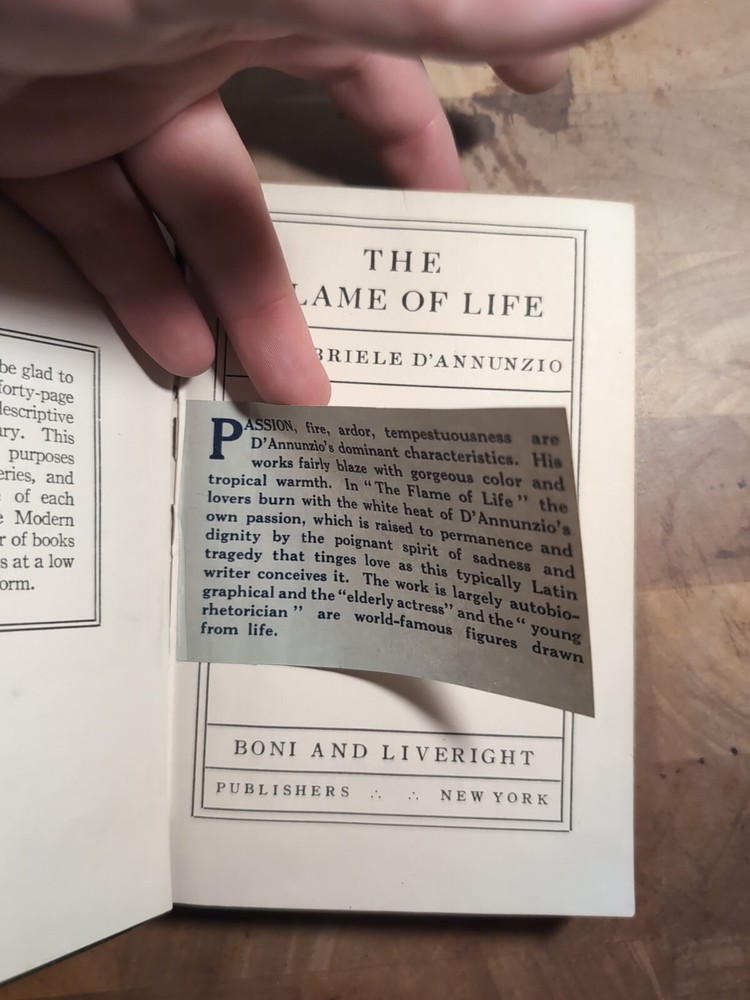 be glad to
forty-page
descriptive
ary. This
purposes
eries, and
of each
Modern
r of books
s at a low
orm.
THE
LAME OF LIFE
BRIELE D'ANNUNZIO
PASSION, fire, ardor, tempestuousness are
D'Annunzio's dominant characteristics. His
works fairly blaze with gorgeous color and
tropical warmth. In "The Flame of Life" the
lovers burn with the white heat of D'Annunzio's
own passion, which is raised to permanence and
dignity by the poignant spirit of sadness and
tragedy that tinges love as this typically Latin
writer conceives it. The work is largely autobio-
graphical and the "elderly actress" and the "young
rhetorician" are world-famous figures drawn
from life.
BONI AND LIVERIGHT
PUBLISHERS ∴ ∴ NEW YORK